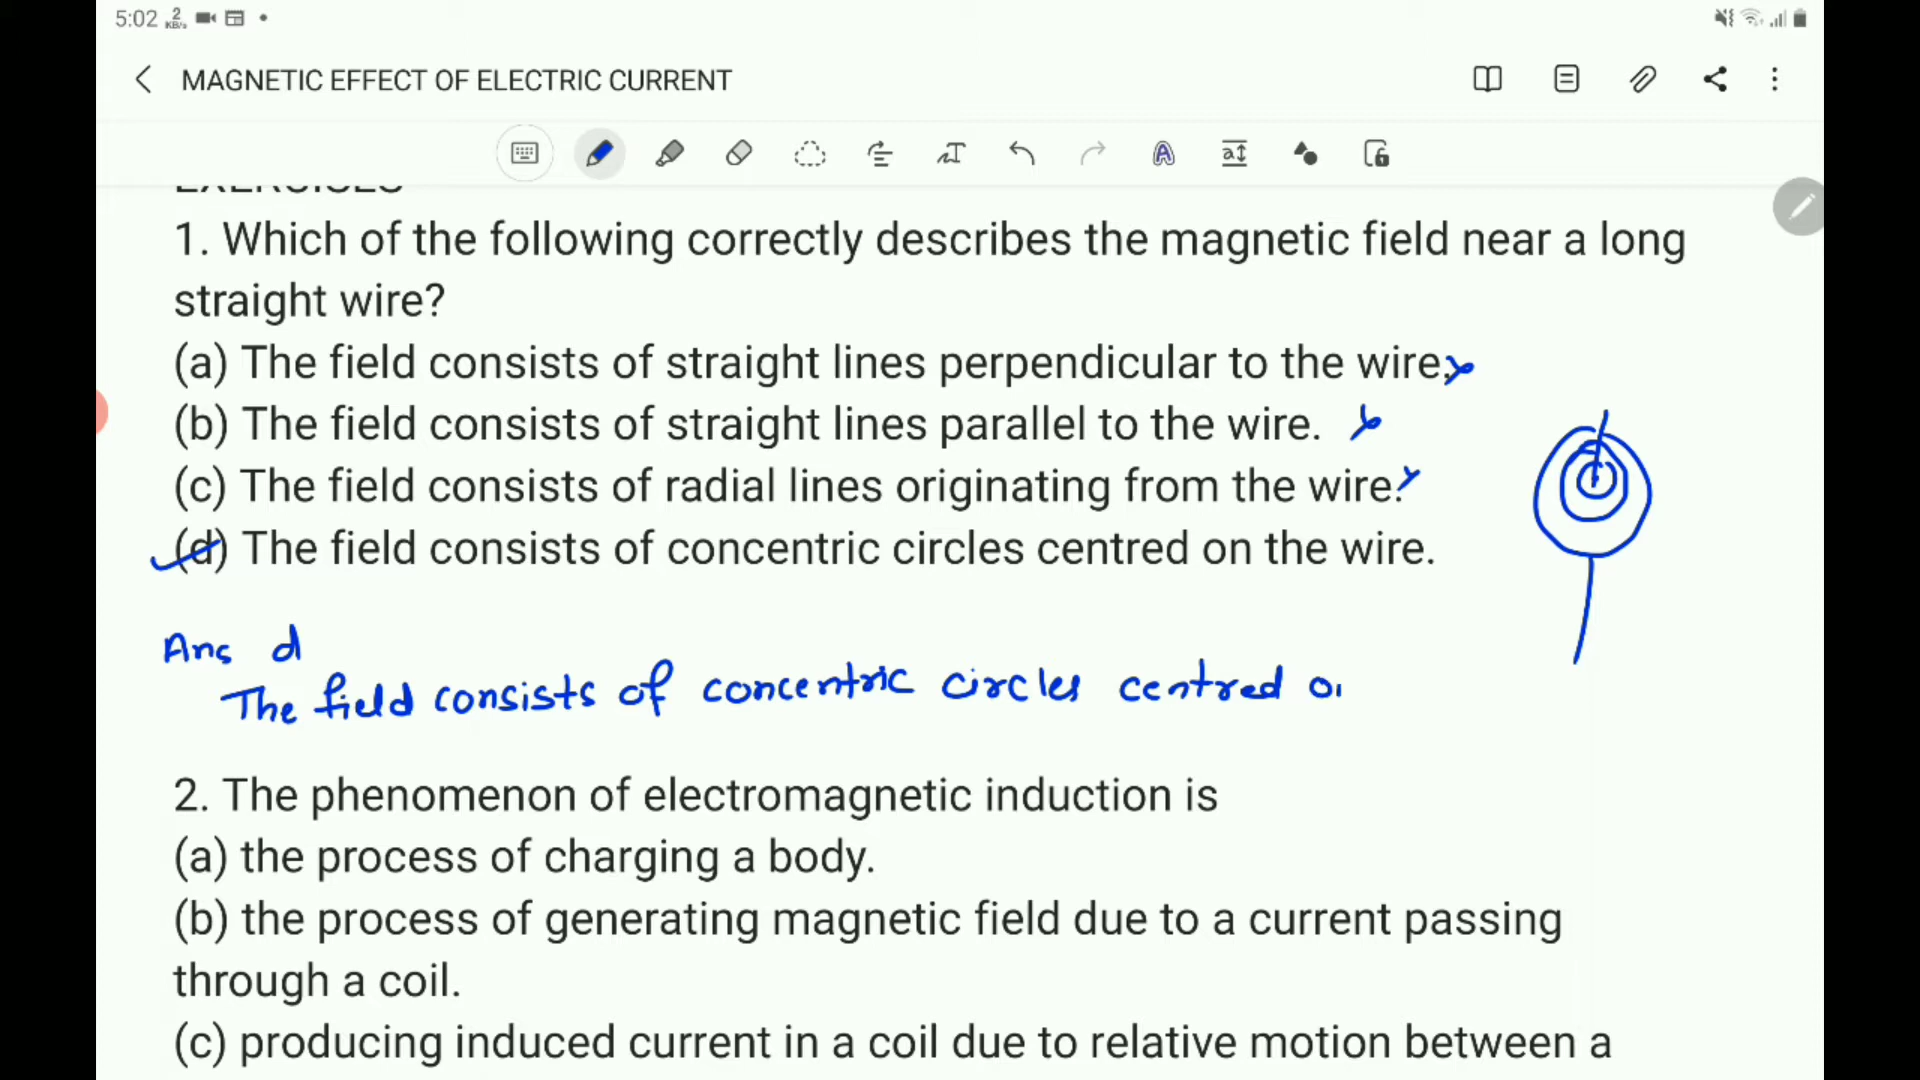 5:02 2 KB/s
MAGNETIC EFFECT OF ELECTRIC CURRENT
EXERCISES
1. Which of the following correctly describes the magnetic field near a long
straight wire?
(a) The field consists of straight lines perpendicular to the wire.
(b) The field consists of straight lines parallel to the wire.
(c) The field consists of radial lines originating from the wire.
(d) The field consists of concentric circles centred on the wire.
Ans d
The field consists of concentric circles centred
2. The phenomenon of electromagnetic induction is
(a) the process of charging a body.
(b) the process of generating magnetic field due to a current passing
through a coil.
(c) producing induced current in a coil due to relative motion between a